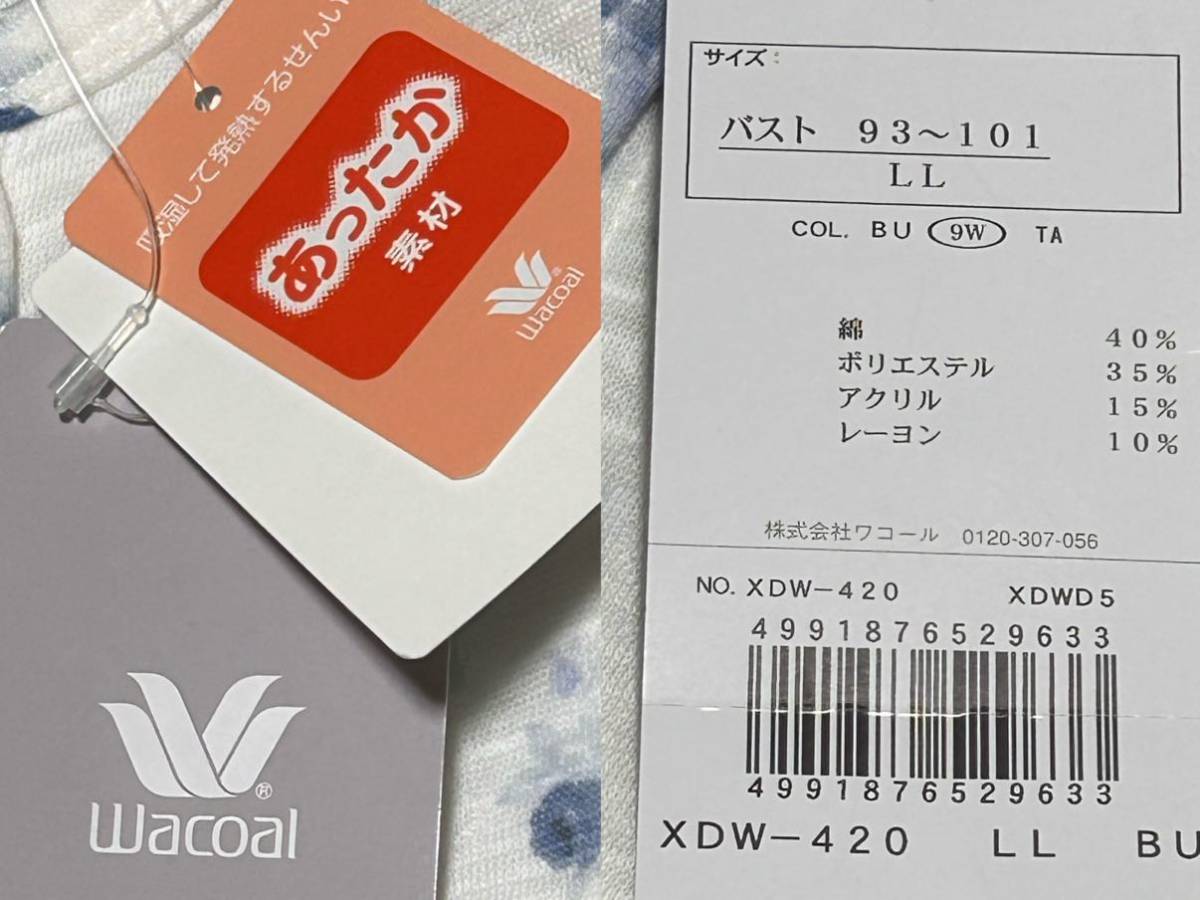 吸湿して発熱するせんい
あったか
素材
Wacoal
Wacoal
サイズ:
バスト 93～101
LL
COL. BU 9W TA
綿 40%
ポリエステル 35%
アクリル 15%
レーヨン 10%
株式会社ワコール 0120-307-056
NO. XDW-420 XDWD5
4991876529633
4991876529633
XDW-420 LL BU